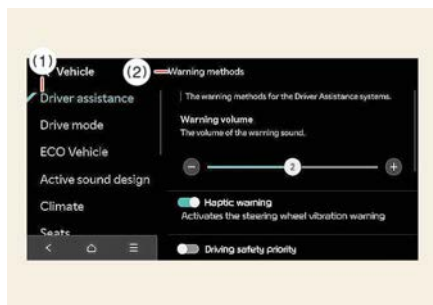 (1)
Vehicle
(2)
Warning methods
Driver assistance
The warning methods for the Driver Assistance systems.
Drive mode
Warning volume
The volume of the warning sound.
ECO Vehicle
2
Active sound design
Climate
Haptic warning
Activates the steering wheel vibration warning
Seats
Driving safety priority